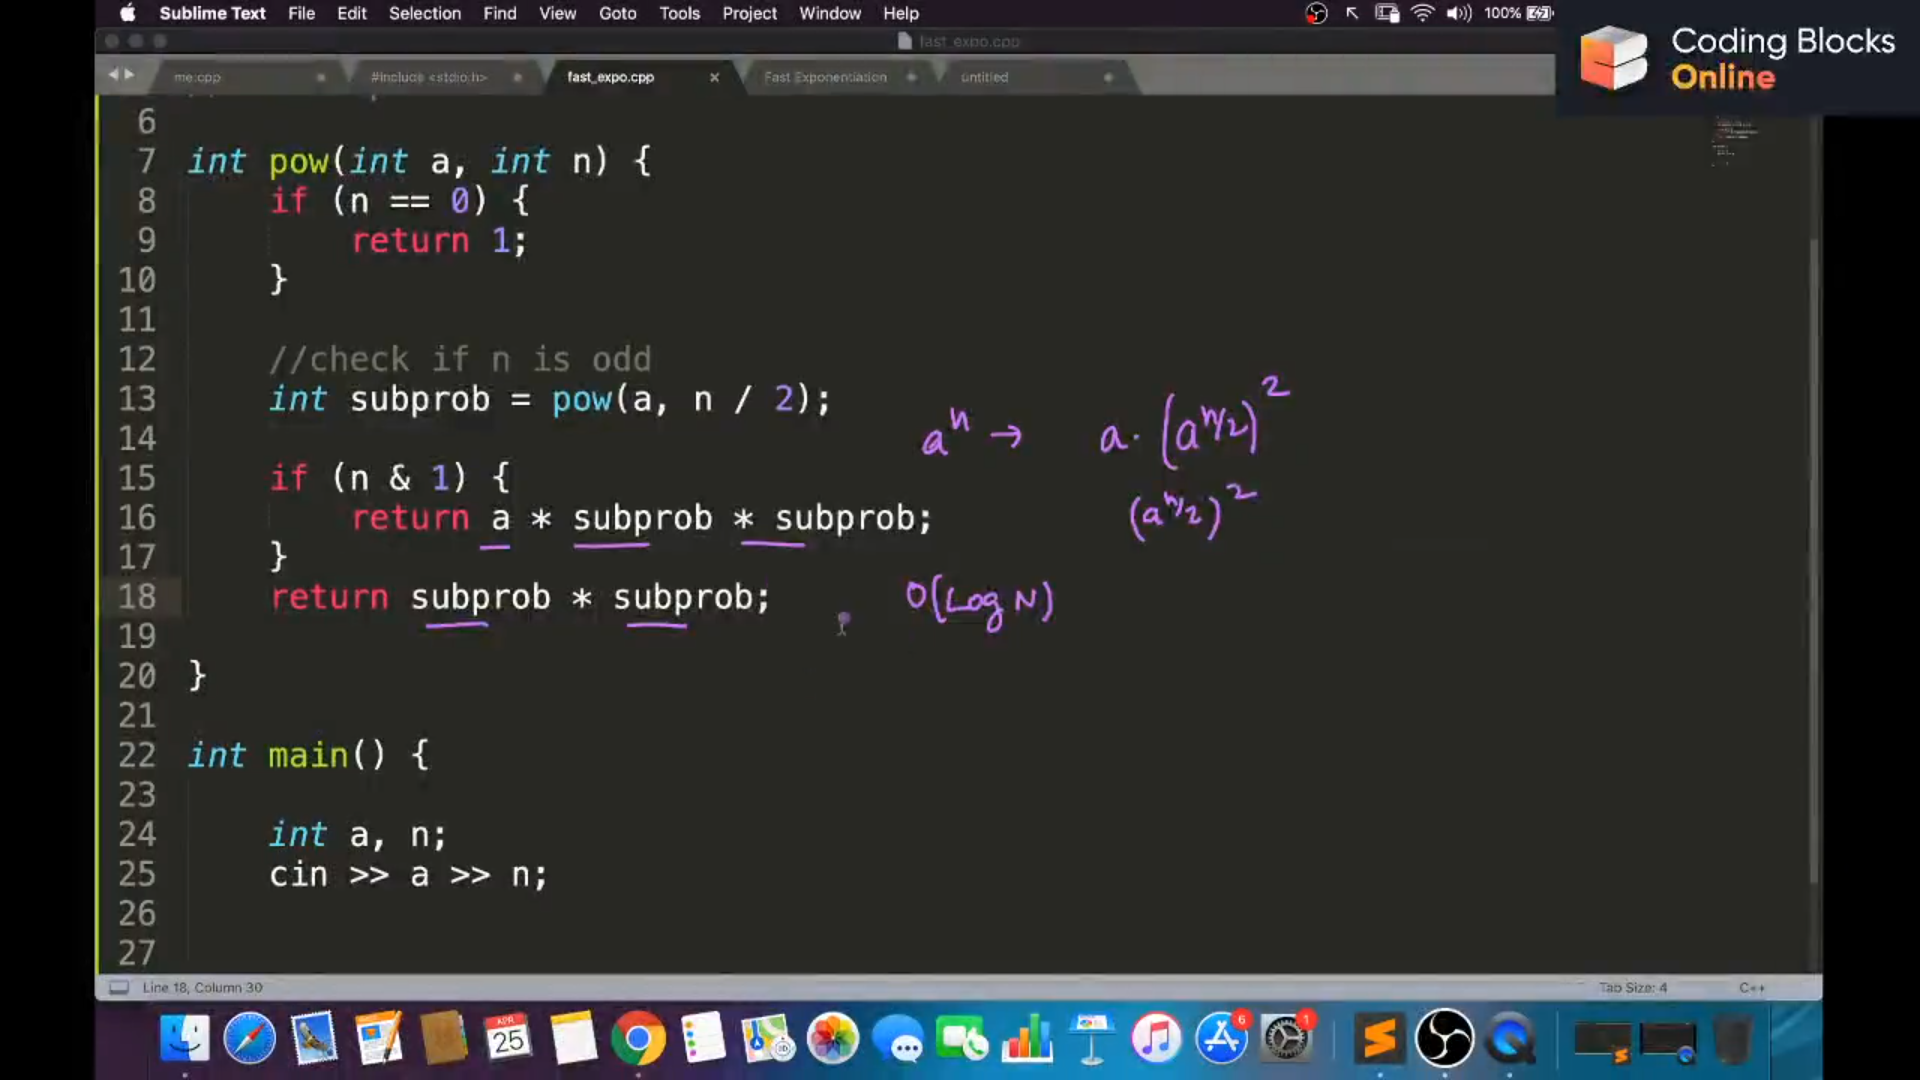 Sublime Text File Edit Selection Find View Goto Tools Project Window Help 100%
fast_expo.cpp
Coding Blocks
Online
me.cpp #include <stdio.h> fast_expo.cpp Fast Exponentiation untitled
6
7 int pow(int a, int n) {
8 if (n == 0) {
9 return 1;
10 }
11
12 //check if n is odd
13 int subprob = pow(a, n / 2);
14 a^n → a. (a^n/2)^2
15 if (n & 1) {
16 return a * subprob * subprob; (a^n/2)^2
17 }
18 return subprob * subprob; O(Log N)
19
20 }
21
22 int main() {
23
24 int a, n;
25 cin >> a >> n;
26
27
Line 18, Column 30 Tab Size: 4 C++
APR
25
6
1